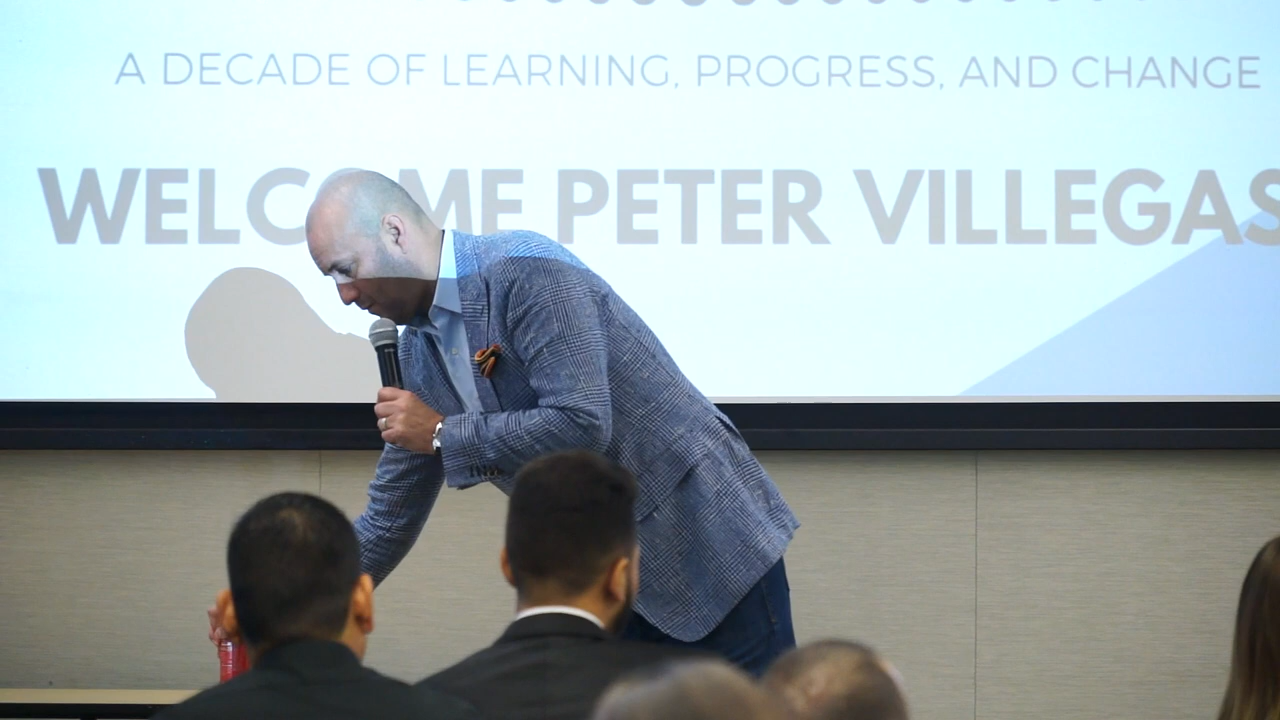 A DECADE OF LEARNING, PROGRESS, AND CHANGE
WELCOME PETER VILLEGAS